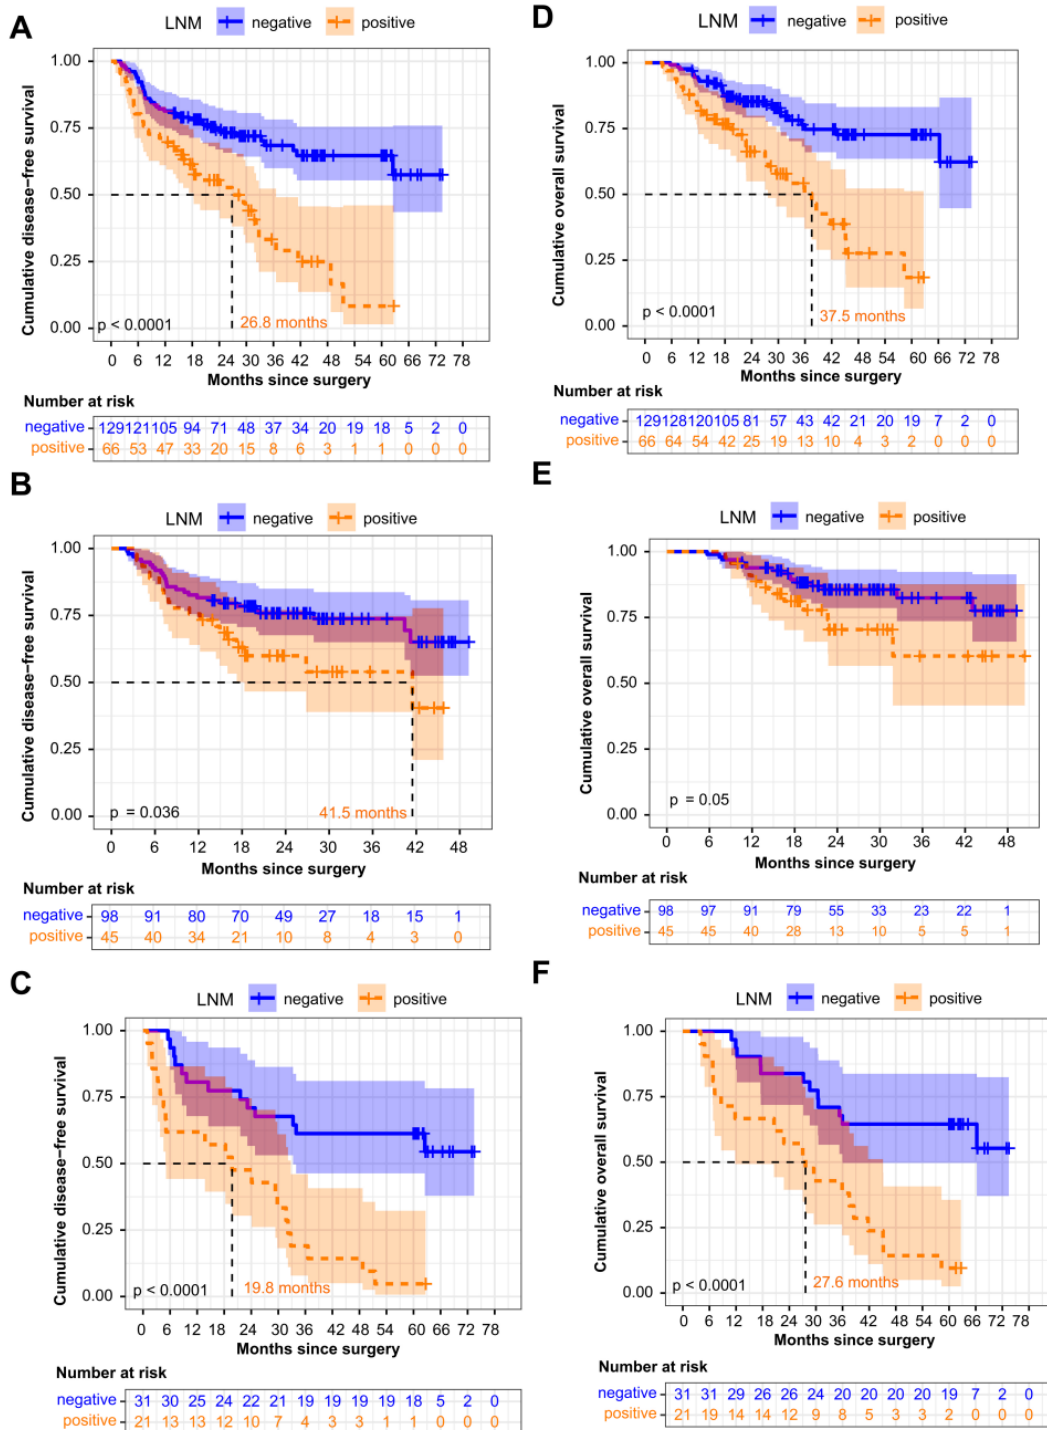 A
LNM negative positive
Cumulative disease-free survival
1.00
0.75
0.50
0.25
0.00
p < 0.0001
26.8 months
0 6 12 18 24 30 36 42 48 54 60 66 72 78
Months since surgery
Number at risk
negative 129 121 105 94 71 48 37 34 20 19 18 5 2 0
positive 66 53 47 33 20 15 8 6 3 1 1 0 0 0
B
LNM negative positive
Cumulative disease-free survival
1.00
0.75
0.50
0.25
0.00
p = 0.036
41.5 months
0 6 12 18 24 30 36 42 48
Months since surgery
Number at risk
negative 98 91 80 70 49 27 18 15 1
positive 45 40 34 21 10 8 4 3 0
C
LNM negative positive
Cumulative disease-free survival
1.00
0.75
0.50
0.25
0.00
p < 0.0001
19.8 months
0 6 12 18 24 30 36 42 48 54 60 66 72 78
Months since surgery
Number at risk
negative 31 30 25 24 22 21 19 19 19 19 18 5 2 0
positive 21 13 13 12 10 7 4 3 3 1 1 0 0 0
D
LNM negative positive
Cumulative overall survival
1.00
0.75
0.50
0.25
0.00
p < 0.0001
37.5 months
0 6 12 18 24 30 36 42 48 54 60 66 72 78
Months since surgery
Number at risk
negative 129 128 120 105 81 57 43 42 21 20 19 7 2 0
positive 66 64 54 42 25 19 13 10 4 3 2 0 0 0
E
LNM negative positive
Cumulative overall survival
1.00
0.75
0.50
0.25
0.00
p = 0.05
0 6 12 18 24 30 36 42 48
Months since surgery
Number at risk
negative 98 97 91 79 55 33 23 22 1
positive 45 45 40 28 13 10 5 5 1
F
LNM negative positive
Cumulative overall survival
1.00
0.75
0.50
0.25
0.00
p < 0.0001
27.6 months
0 6 12 18 24 30 36 42 48 54 60 66 72 78
Months since surgery
Number at risk
negative 31 31 29 26 26 24 20 20 20 20 19 7 2 0
positive 21 19 14 14 12 9 8 5 3 3 2 0 0 0